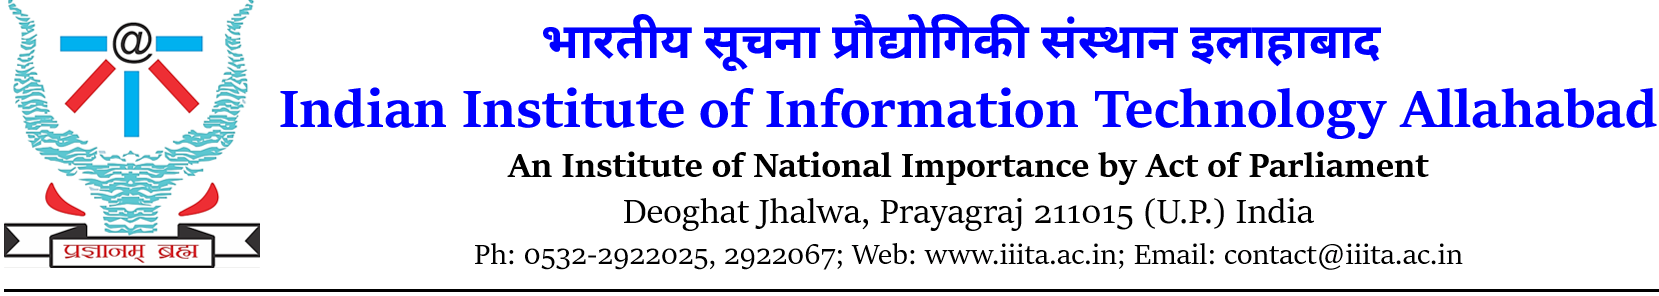 @
प्रज्ञानम् ब्रह्म
भारतीय सूचना प्रौद्योगिकी संस्थान इलाहाबाद
Indian Institute of Information Technology Allahabad
An Institute of National Importance by Act of Parliament
Deoghat Jhalwa, Prayagraj 211015 (U.P.) India
Ph: 0532-2922025, 2922067; Web: www.iiita.ac.in; Email: contact@iiita.ac.in